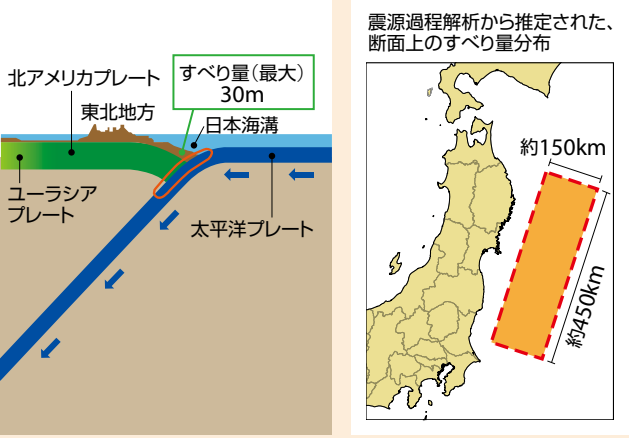 北アメリカプレート
東北地方
すべり量（最大）
30m
日本海溝
ユーラシア
プレート
太平洋プレート
震源過程解析から推定された、
断面上のすべり量分布
約150km
約450km